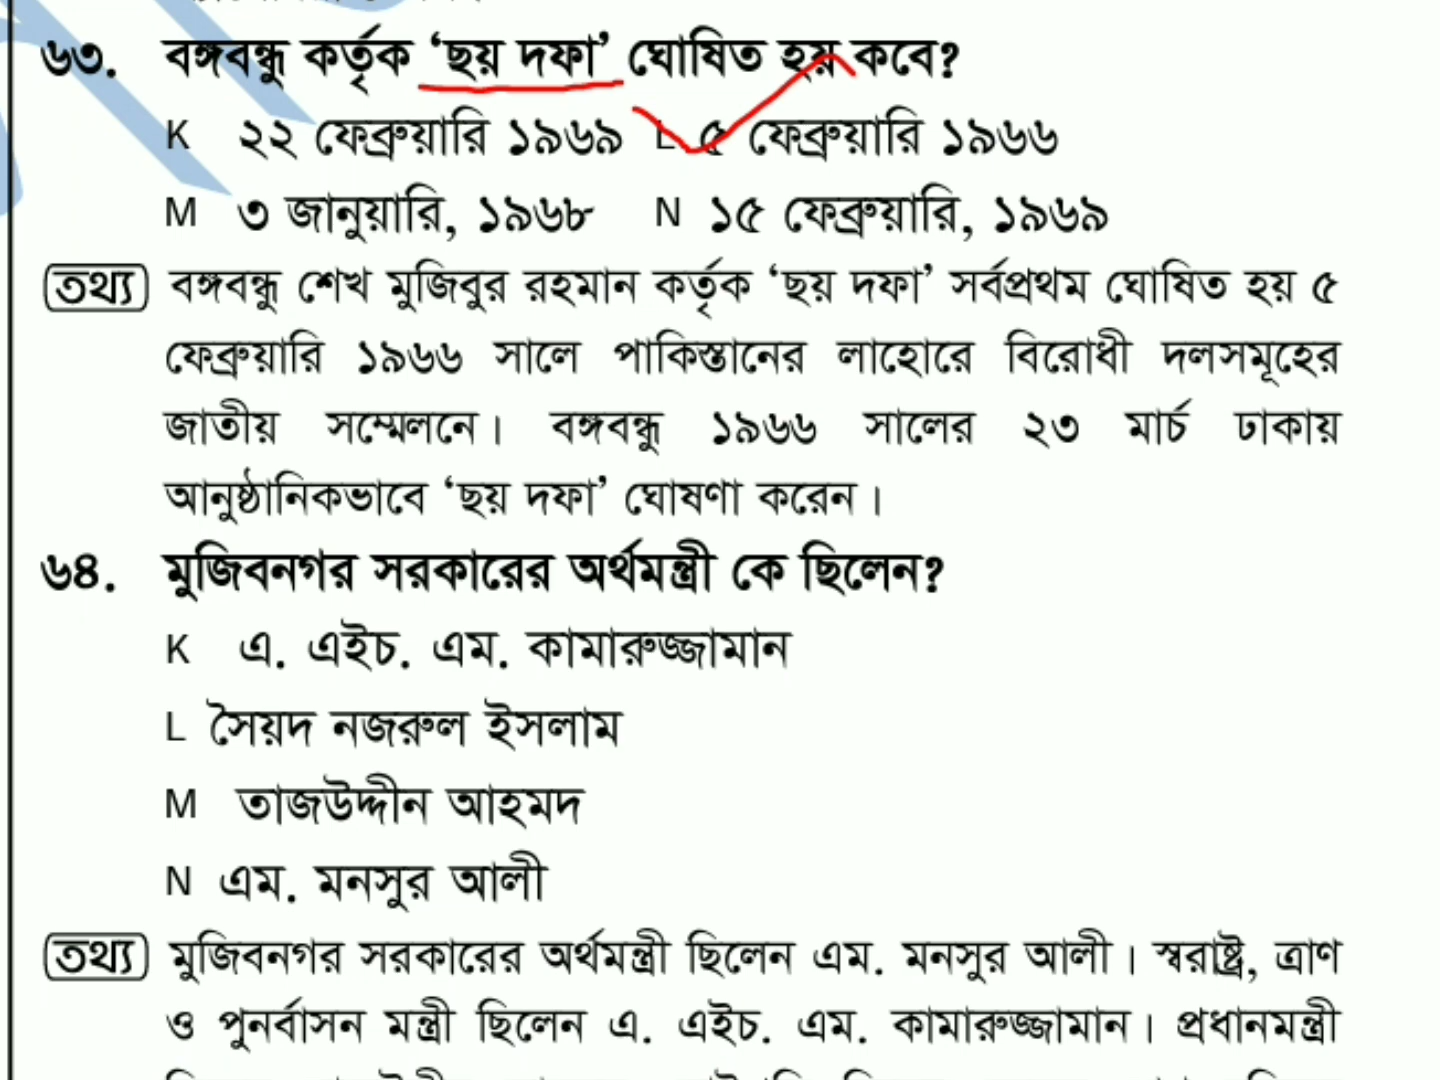 ৬৩. বঙ্গবন্ধু কর্তৃক ‘ছয় দফা’ ঘোষিত হয় কবে?
K ২২ ফেব্রুয়ারি ১৯৬৯ L ৫ ফেব্রুয়ারি ১৯৬৬
M ৩ জানুয়ারি, ১৯৬৮ N ১৫ ফেব্রুয়ারি, ১৯৬৯
তথ্য বঙ্গবন্ধু শেখ মুজিবুর রহমান কর্তৃক ‘ছয় দফা’ সর্বপ্রথম ঘোষিত হয় ৫
ফেব্রুয়ারি ১৯৬৬ সালে পাকিস্তানের লাহোরে বিরোধী দলসমূহের
জাতীয় সম্মেলনে। বঙ্গবন্ধু ১৯৬৬ সালের ২৩ মার্চ ঢাকায়
আনুষ্ঠানিকভাবে ‘ছয় দফা’ ঘোষণা করেন।
৬৪. মুজিবনগর সরকারের অর্থমন্ত্রী কে ছিলেন?
K এ. এইচ. এম. কামারুজ্জামান
L সৈয়দ নজরুল ইসলাম
M তাজউদ্দীন আহমদ
N এম. মনসুর আলী
তথ্য মুজিবনগর সরকারের অর্থমন্ত্রী ছিলেন এম. মনসুর আলী। স্বরাষ্ট্র, ত্রাণ
ও পুনর্বাসন মন্ত্রী ছিলেন এ. এইচ. এম. কামারুজ্জামান। প্রধানমন্ত্রী